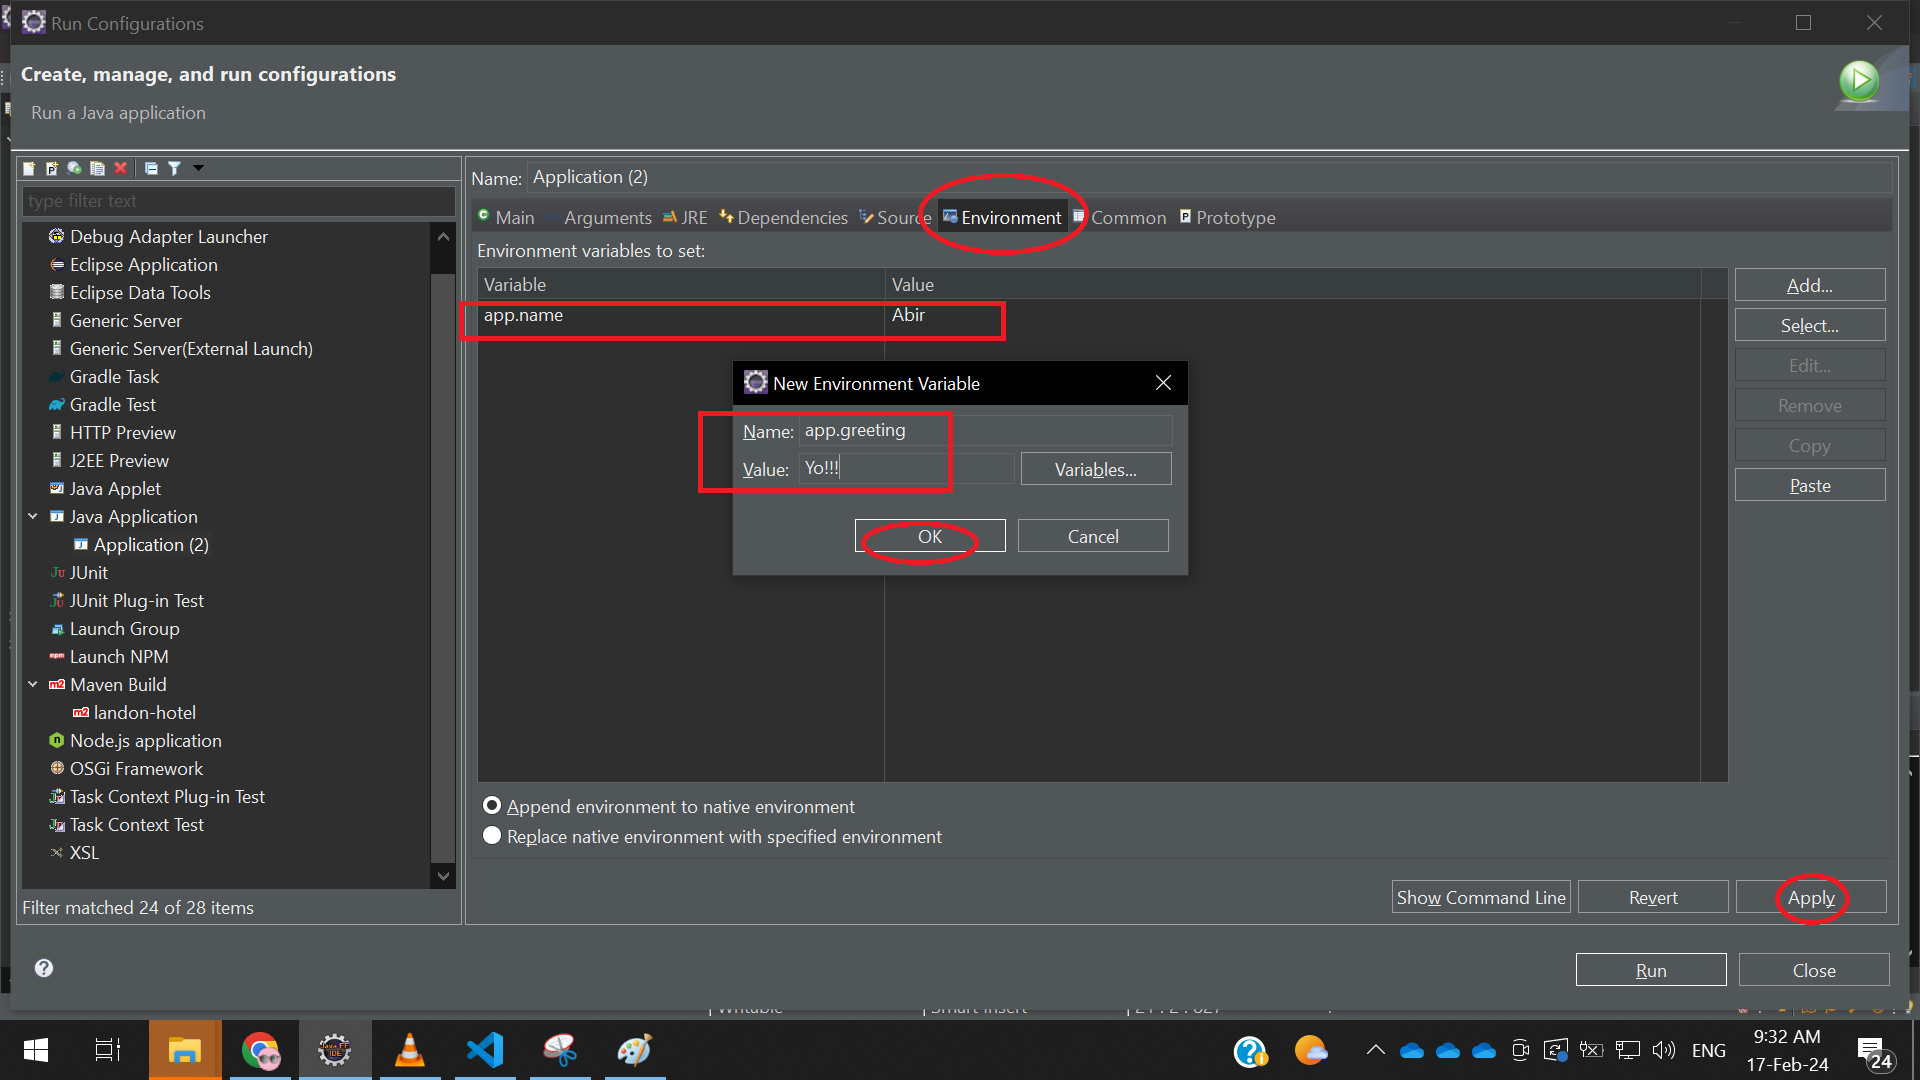 Run Configurations
Create, manage, and run configurations
Run a Java application
type filter text
Debug Adapter Launcher
Eclipse Application
Eclipse Data Tools
Generic Server
Generic Server(External Launch)
Gradle Task
Gradle Test
HTTP Preview
J2EE Preview
Java Applet
Java Application
Application (2)
JUnit
JUnit Plug-in Test
Launch Group
Launch NPM
Maven Build
landon-hotel
Node.js application
OSGi Framework
Task Context Plug-in Test
Task Context Test
XSL
Filter matched 24 of 28 items
Name: Application (2)
Main Arguments JRE Dependencies Source Environment Common Prototype
Environment variables to set:
Variable Value
app.name Abir
Add...
Select...
Edit...
Remove
Copy
Paste
New Environment Variable
Name: app.greeting
Value: Yo!!!
Variables...
OK Cancel
Append environment to native environment
Replace native environment with specified environment
Show Command Line Revert Apply
Run Close
Writable Smart Insert
ENG
9:32 AM
17-Feb-24
24